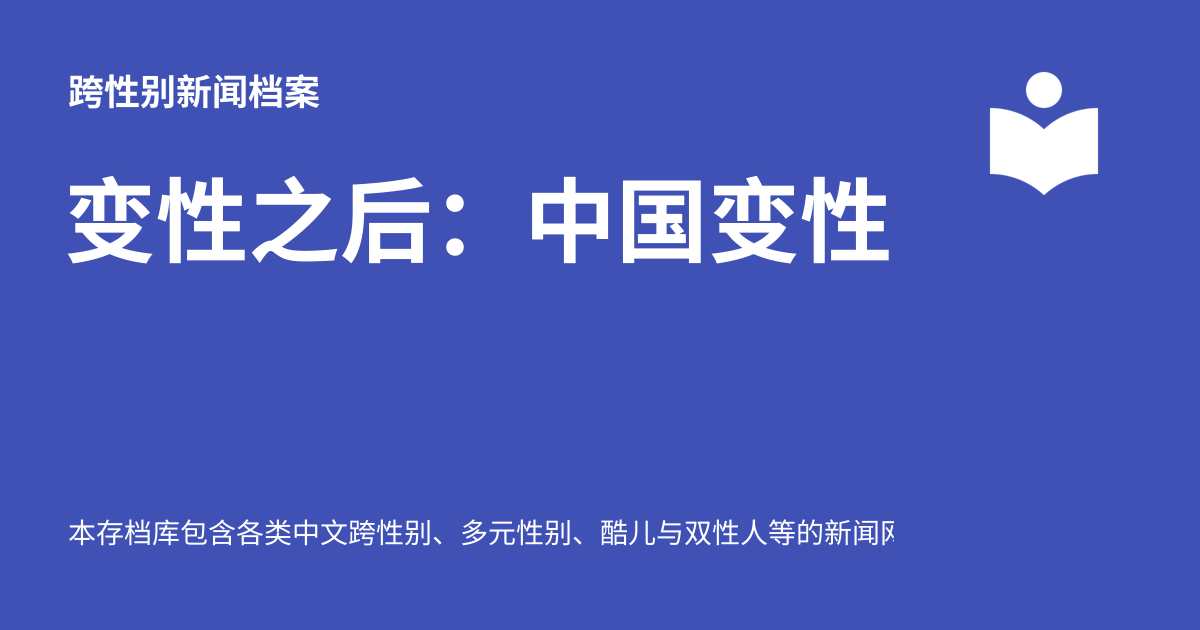 跨性别新闻档案
变性之后：中国变性
本存档库包含各类中文跨性别、多元性别、酷儿与双性人等的新闻